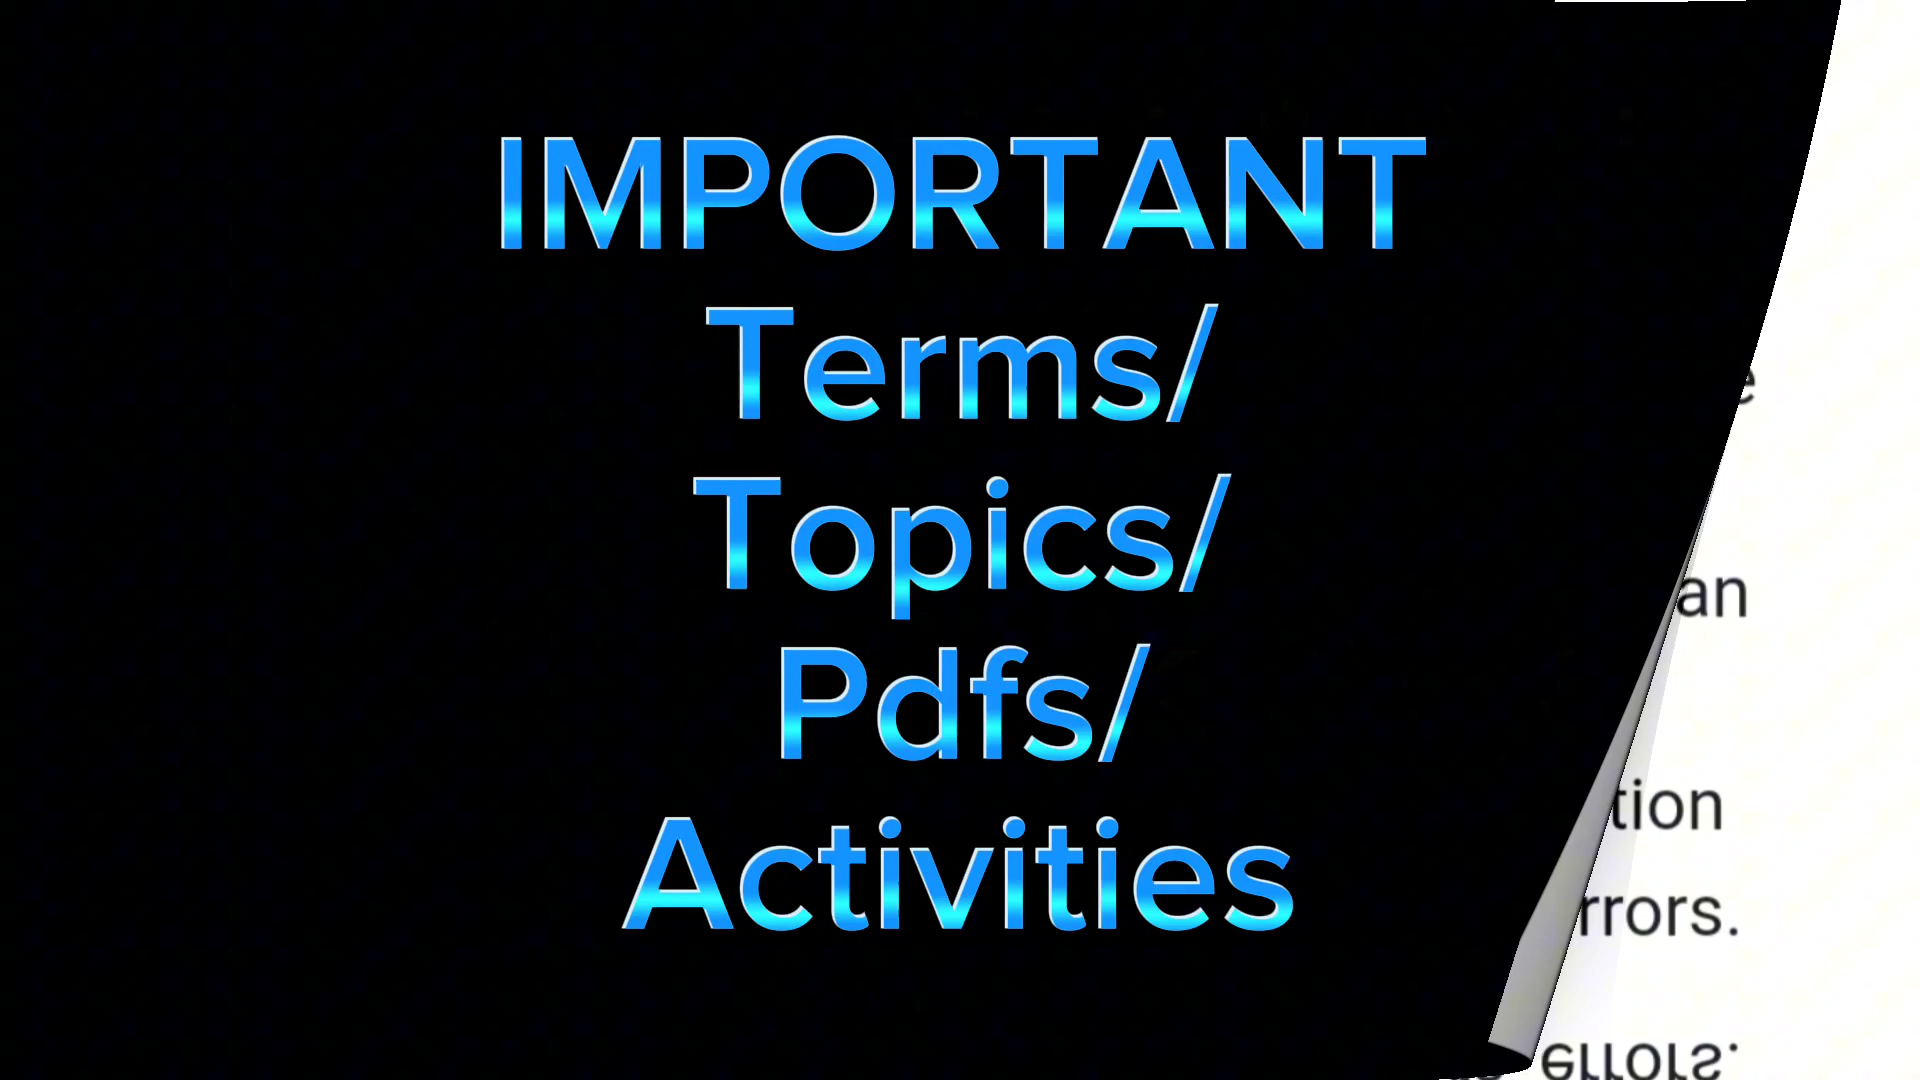 IMPORTANT
Terms/
Topics/
Pdfs/
Activities
an
tion
rrors.